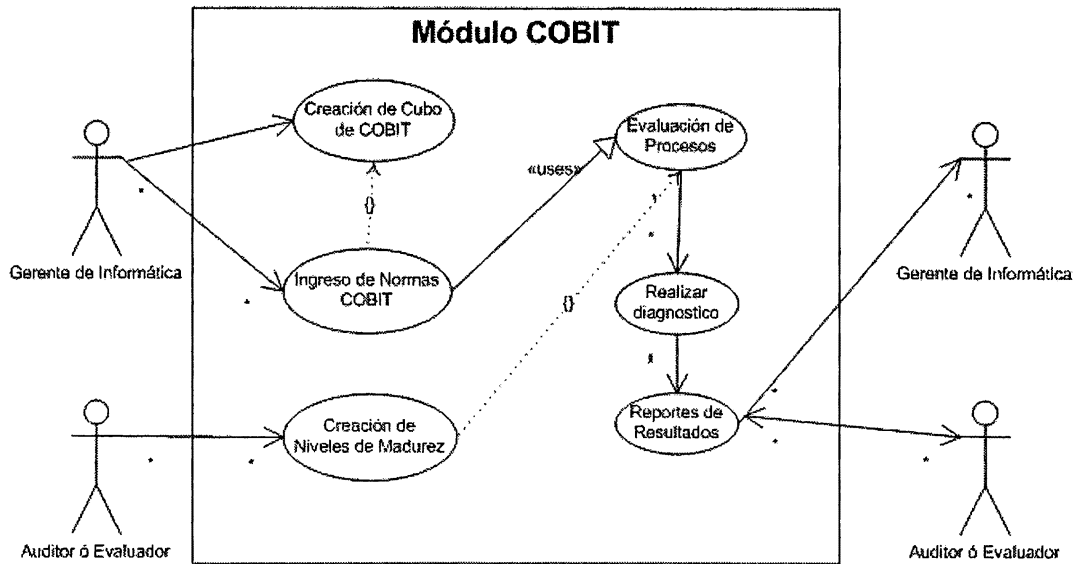 Módulo COBIT
Creación de Cubo
de COBIT
Evaluación de
Procesos
«uses»
*
{}
*
*
Gerente de Informática
Ingreso de Normas
COBIT
*
{}
Realizar
diagnostico
Gerente de Informática
*
Creación de
Niveles de Madurez
Reportes de
Resultados
*
*
*
*
*
Auditor ó Evaluador
Auditor ó Evaluador